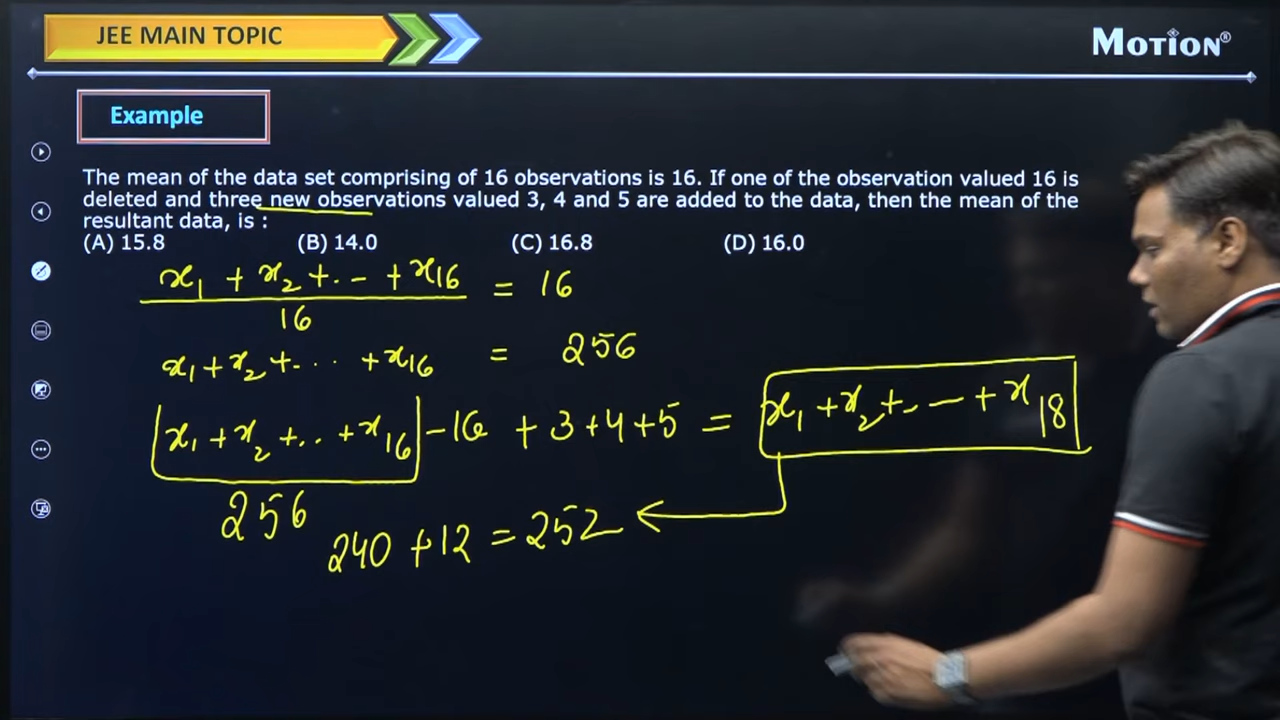 JEE MAIN TOPIC
MOTION®
Example
The mean of the data set comprising of 16 observations is 16. If one of the observation valued 16 is
deleted and three new observations valued 3, 4 and 5 are added to the data, then the mean of the
resultant data, is :
(A) 15.8 (B) 14.0 (C) 16.8 (D) 16.0
x₁ + x₂ + .. - + x₁₆ = 16
16
x₁ + x₂ + . . . + x₁₆ = 256
x₁ + x₂ + .. + x₁₆ - 16 + 3 + 4 + 5 = x₁ + x₂ + .. - + x₁₈
256
240 + 12 = 252